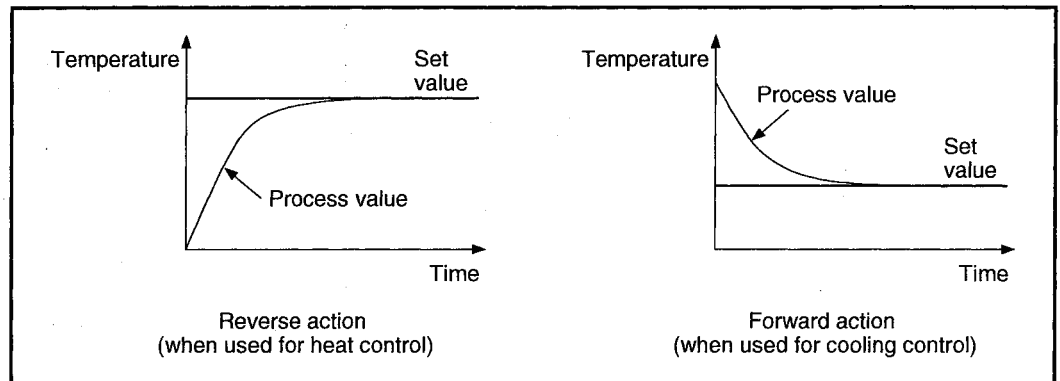 Temperature
Set
value
Process value
Time
Reverse action
(when used for heat control)
Temperature
Process value
Set
value
Time
Forward action
(when used for cooling control)